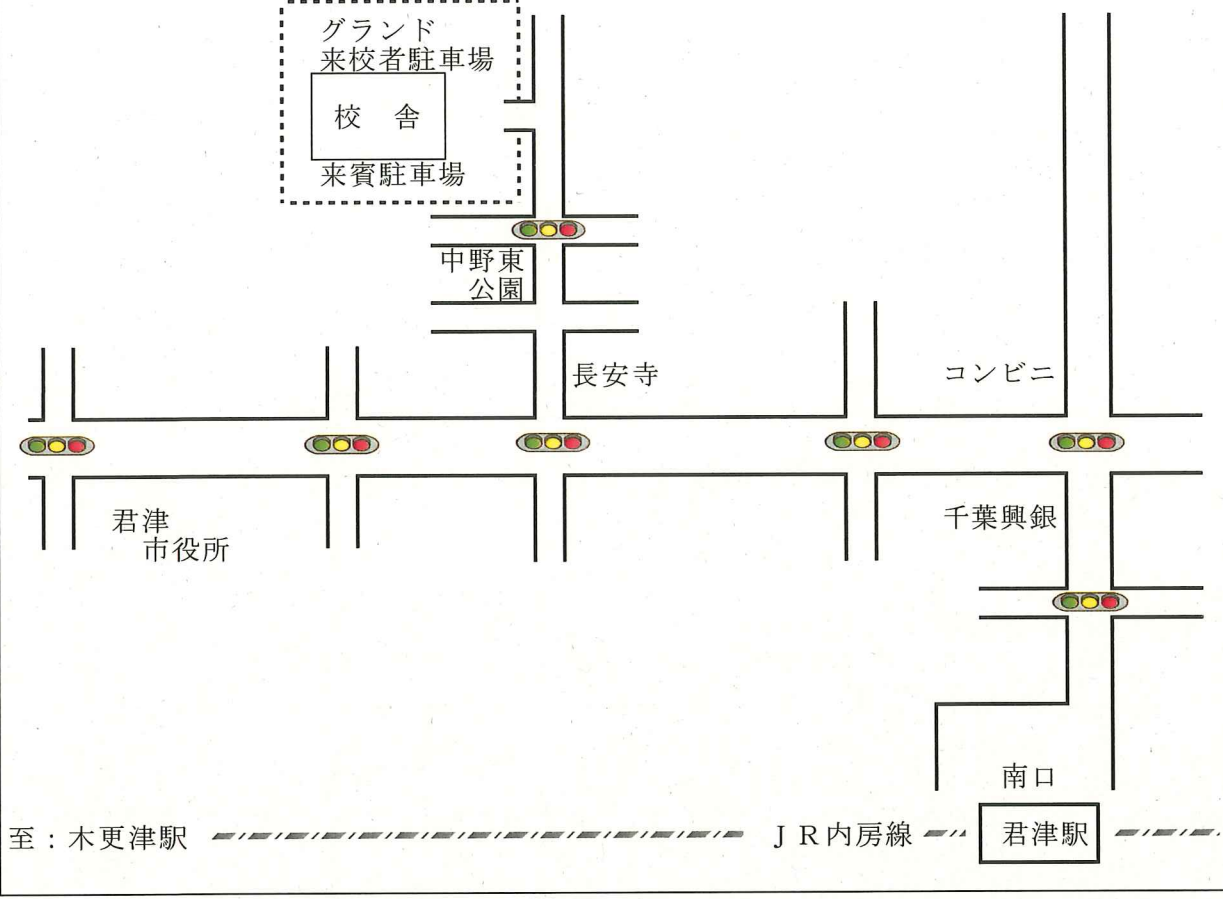 グランド
来校者駐車場
校　舎
来賓駐車場
中野東
公園
長安寺
コンビニ
君津
市役所
千葉興銀
南口
至：木更津駅
ＪＲ内房線
君津駅